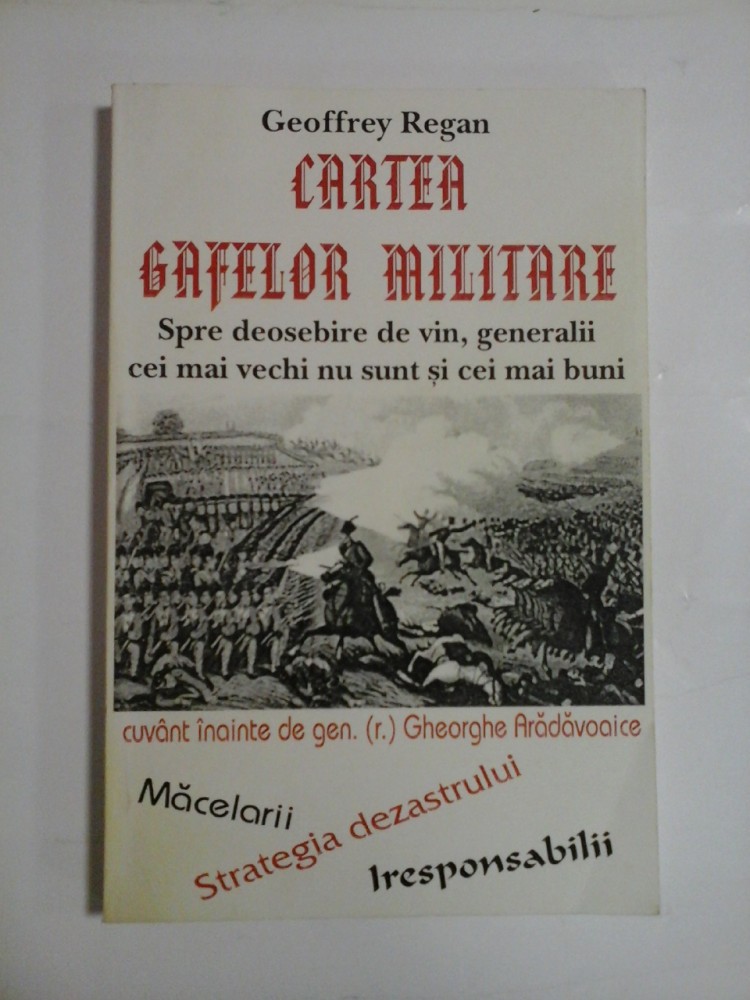 Geoffrey Regan
CARTEA
GAFELOR MILITARE
Spre deosebire de vin, generalii
cei mai vechi nu sunt și cei mai buni
cuvânt înainte de gen. (r.) Gheorghe Arădăvoaice
Măcelarii
Strategia dezastrului
Iresponsabilii